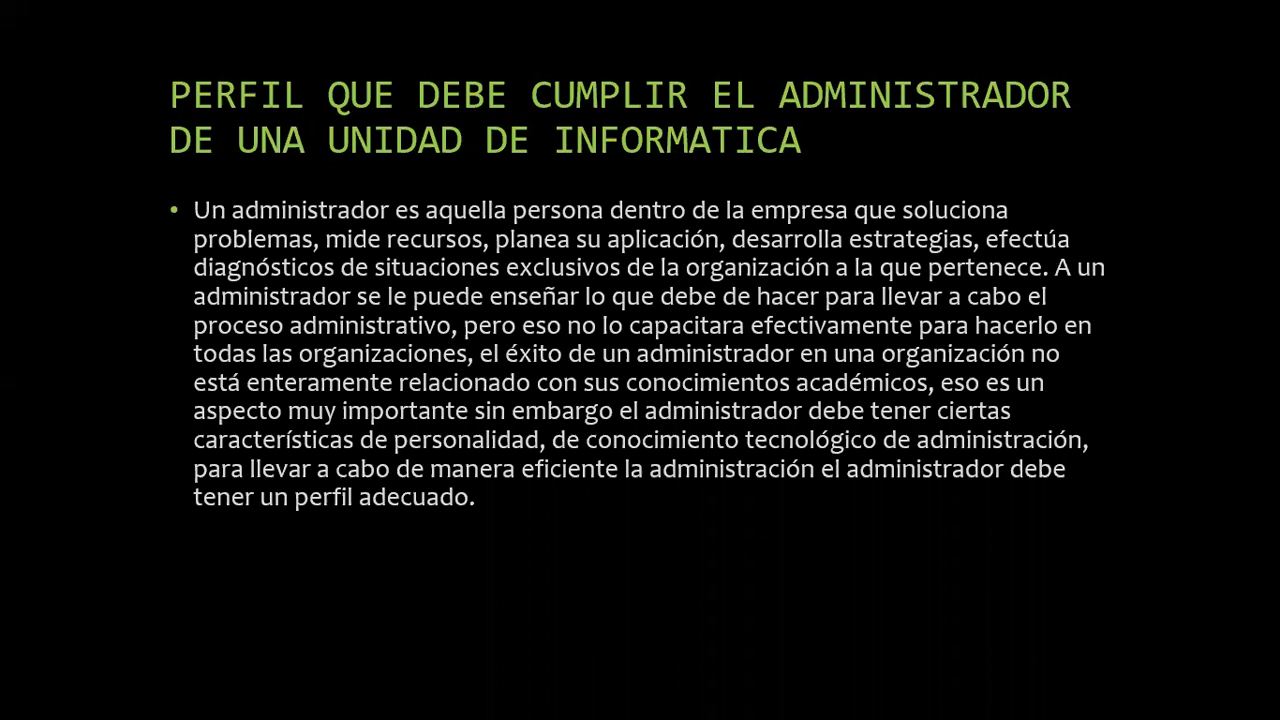 PERFIL QUE DEBE CUMPLIR EL ADMINISTRADOR
DE UNA UNIDAD DE INFORMATICA
• Un administrador es aquella persona dentro de la empresa que soluciona
problemas, mide recursos, planea su aplicación, desarrolla estrategias, efectúa
diagnósticos de situaciones exclusivos de la organización a la que pertenece. A un
administrador se le puede enseñar lo que debe de hacer para llevar a cabo el
proceso administrativo, pero eso no lo capacitara efectivamente para hacerlo en
todas las organizaciones, el éxito de un administrador en una organización no
está enteramente relacionado con sus conocimientos académicos, eso es un
aspecto muy importante sin embargo el administrador debe tener ciertas
características de personalidad, de conocimiento tecnológico de administración,
para llevar a cabo de manera eficiente la administración el administrador debe
tener un perfil adecuado.